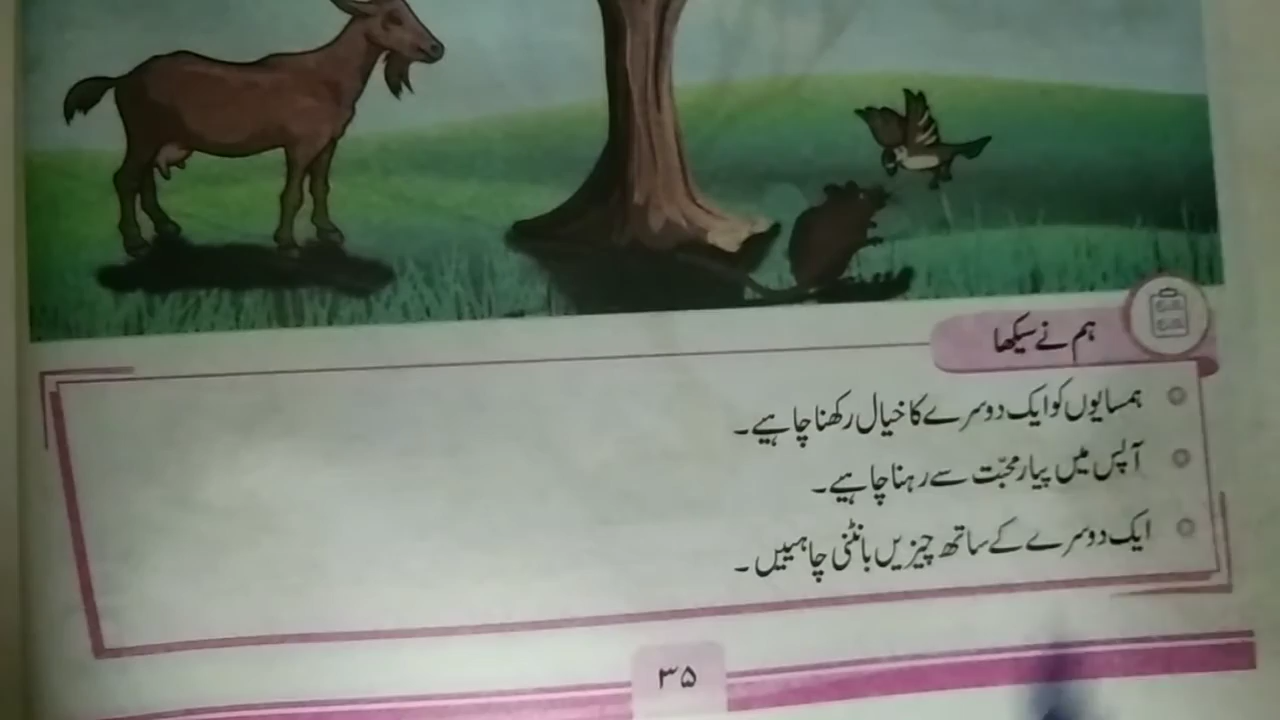 ہم نے سیکھا
ہمسایوں کو ایک دوسرے کا خیال رکھنا چاہیے۔
آپس میں پیار محبّت سے رہنا چاہیے۔
ایک دوسرے کے ساتھ چیزیں بانٹنی چاہییں۔
۳۵